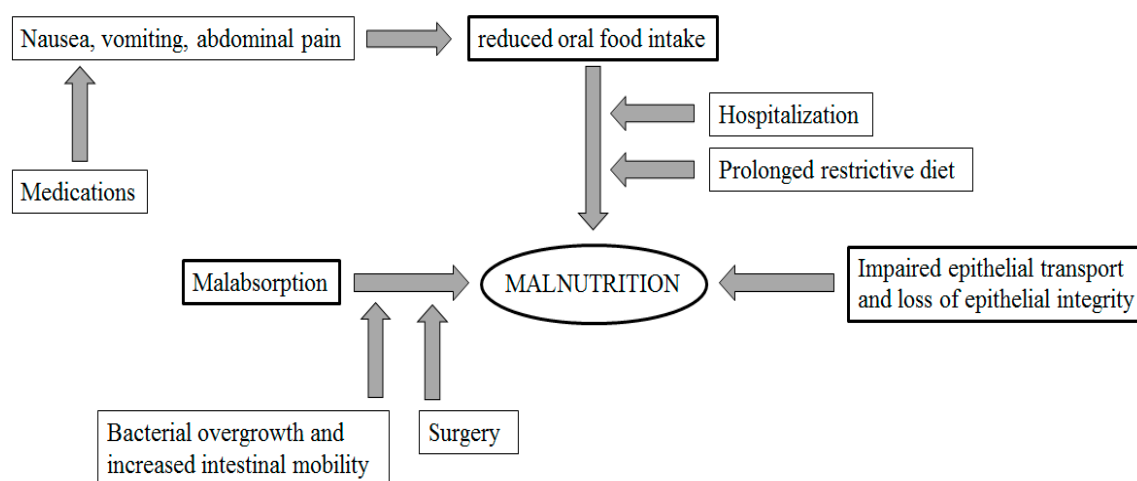 Nausea, vomiting, abdominal pain
reduced oral food intake
Hospitalization
Medications
Prolonged restrictive diet
Malabsorption
MALNUTRITION
Impaired epithelial transport
and loss of epithelial integrity
Bacterial overgrowth and
increased intestinal mobility
Surgery